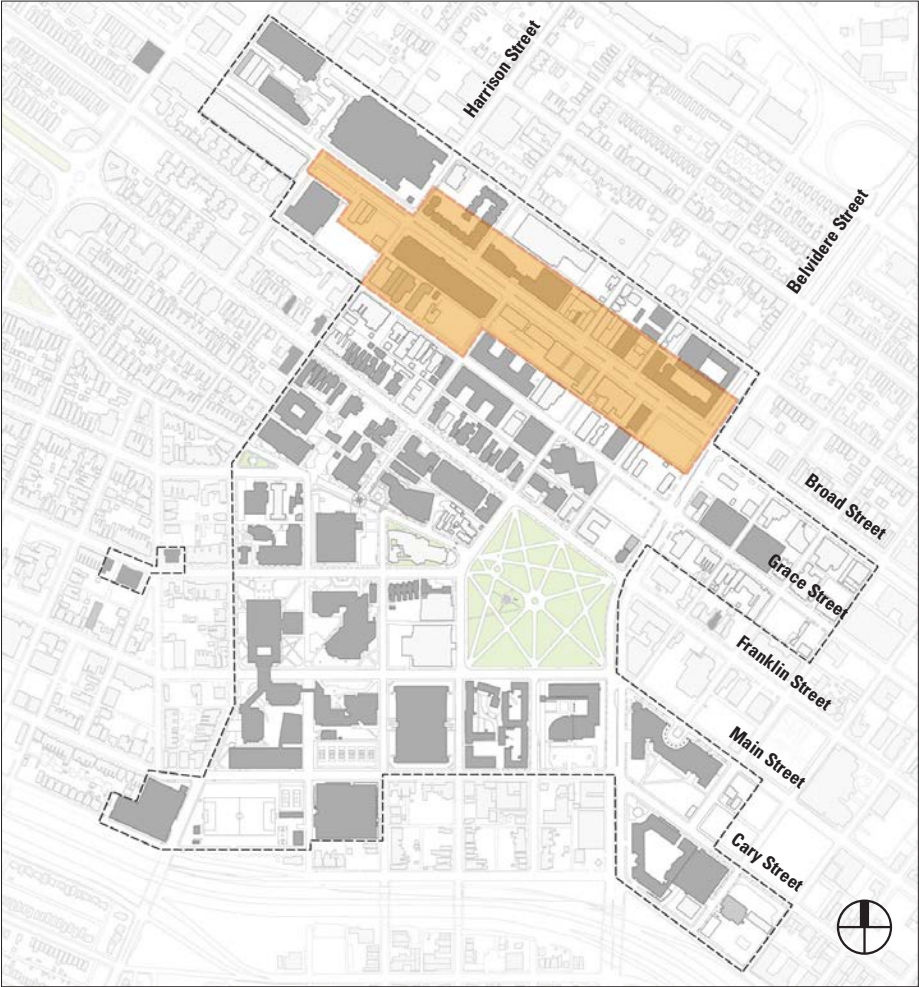 Harrison Street
Belvidere Street
Broad Street
Grace Street
Franklin Street
Main Street
Cary Street